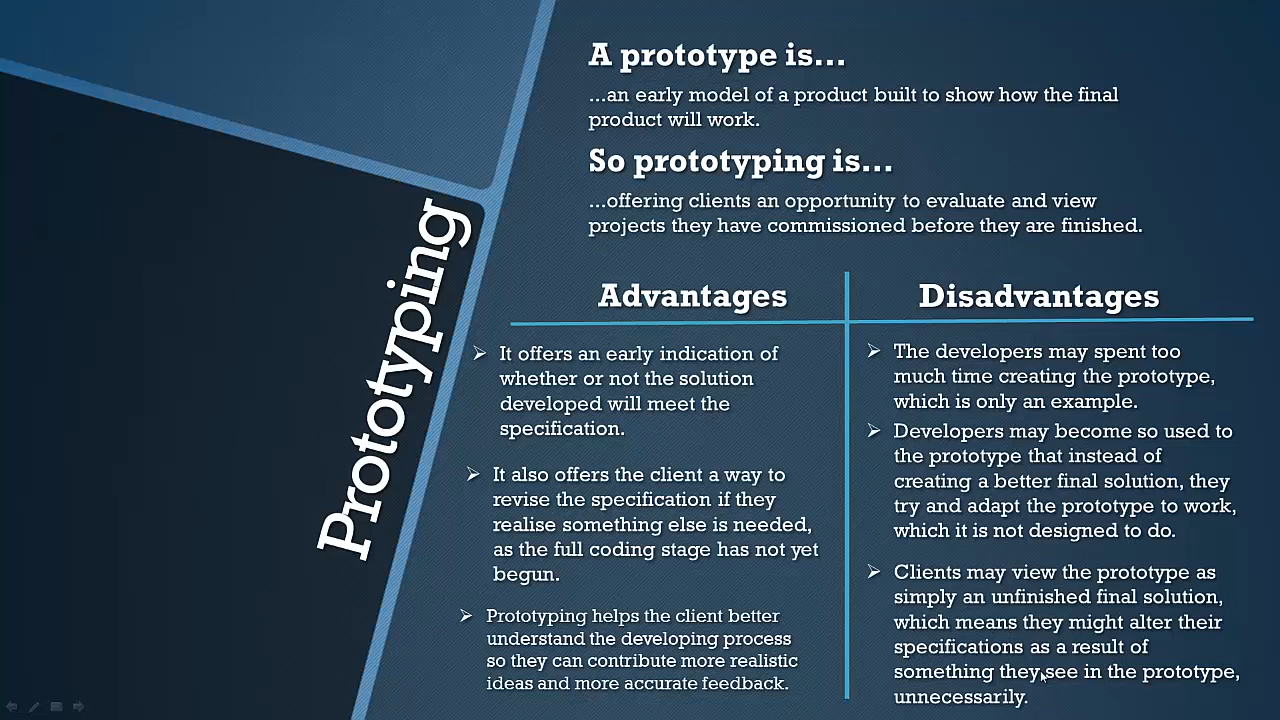 Prototyping
A prototype is...
...an early model of a product built to show how the final
product will work.
So prototyping is...
...offering clients an opportunity to evaluate and view
projects they have commissioned before they are finished.
Advantages
It offers an early indication of
whether or not the solution
developed will meet the
specification.
It also offers the client a way to
revise the specification if they
realise something else is needed,
as the full coding stage has not yet
begun.
Prototyping helps the client better
understand the developing process
so they can contribute more realistic
ideas and more accurate feedback.
Disadvantages
The developers may spent too
much time creating the prototype,
which is only an example.
Developers may become so used to
the prototype that instead of
creating a better final solution, they
try and adapt the prototype to work,
which it is not designed to do.
Clients may view the prototype as
simply an unfinished final solution,
which means they might alter their
specifications as a result of
something they see in the prototype,
unnecessarily.